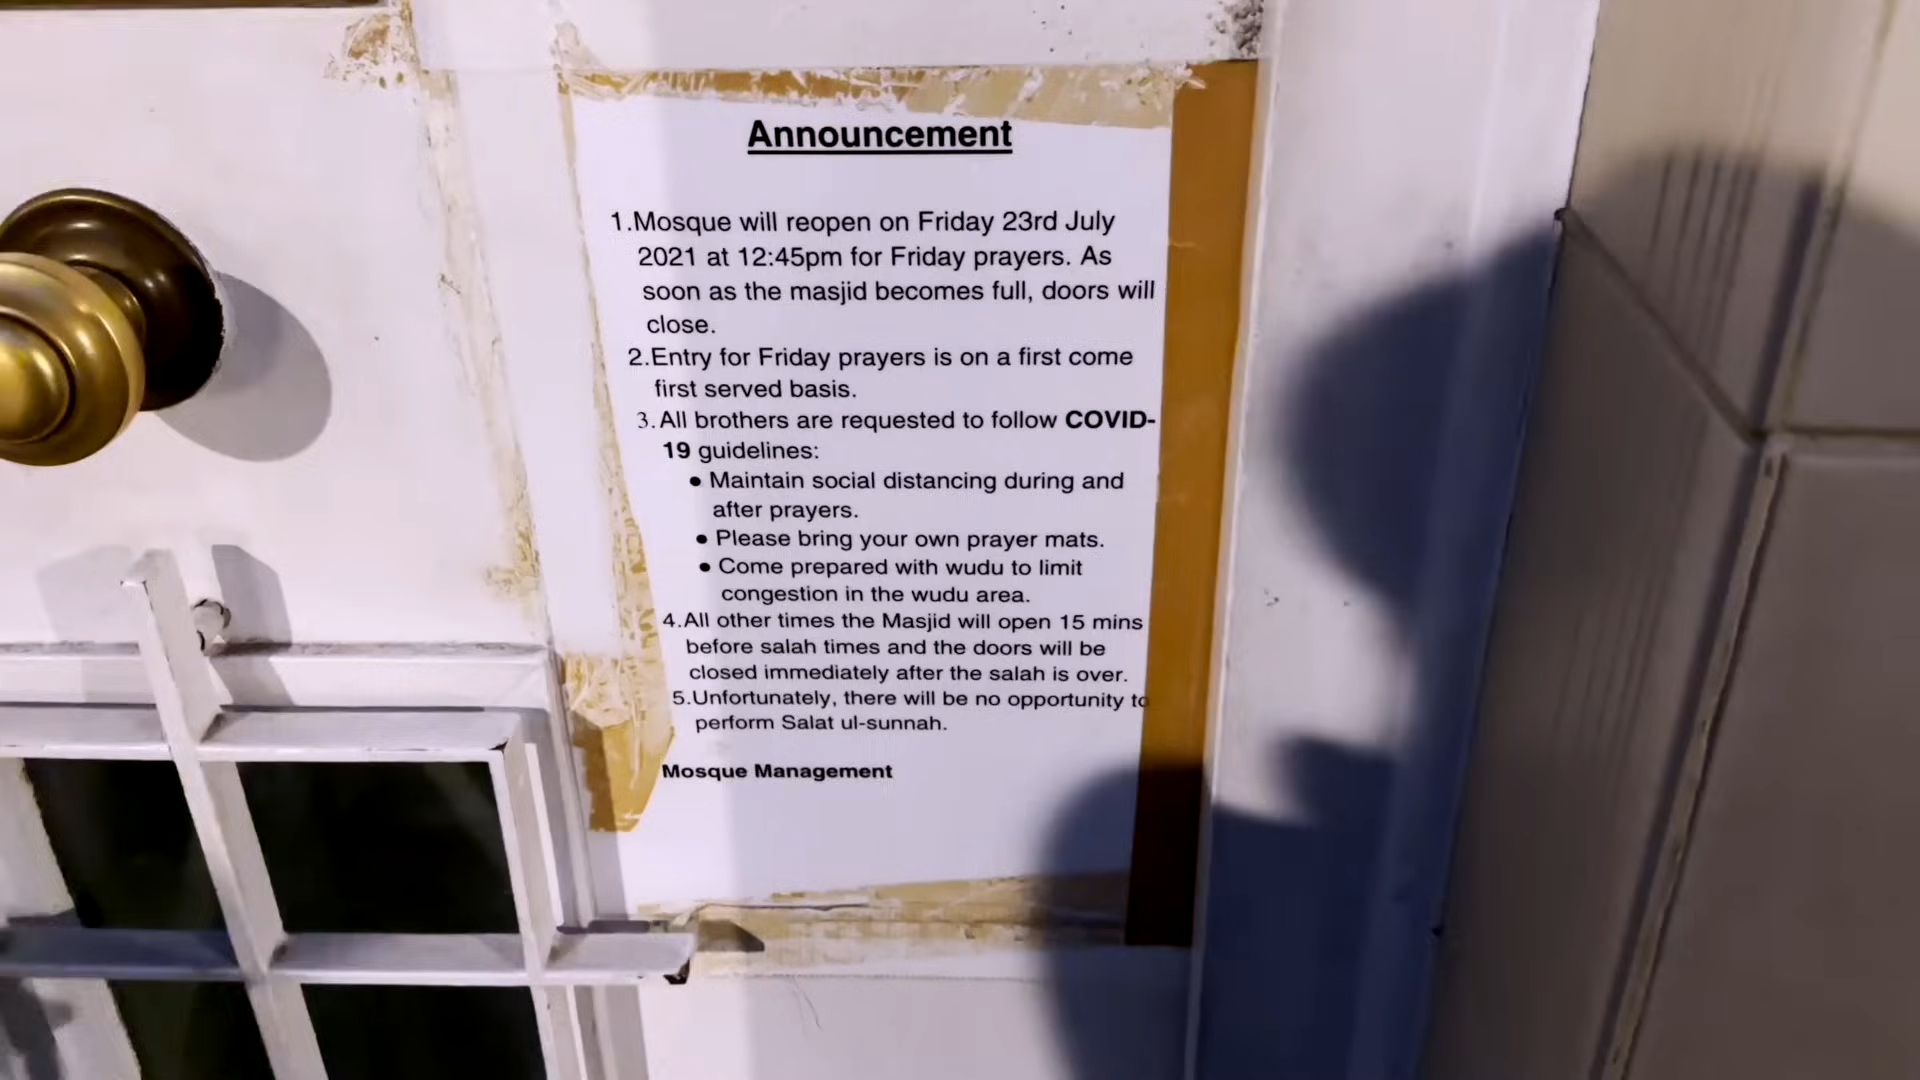 Announcement
1.Mosque will reopen on Friday 23rd July
2021 at 12:45pm for Friday prayers. As
soon as the masjid becomes full, doors will
close.
2.Entry for Friday prayers is on a first come
first served basis.
3.All brothers are requested to follow COVID-
19 guidelines:
• Maintain social distancing during and
after prayers.
• Please bring your own prayer mats.
• Come prepared with wudu to limit
congestion in the wudu area.
4.All other times the Masjid will open 15 mins
before salah times and the doors will be
closed immediately after the salah is over.
5.Unfortunately, there will be no opportunity to
perform Salat ul-sunnah.
Mosque Management